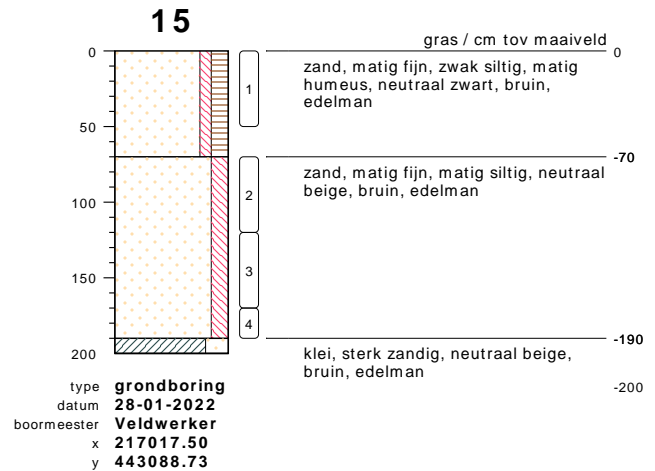 15
gras / cm tov maaiveld
0
0
zand, matig fijn, zwak siltig, matig
humeus, neutraal zwart, bruin,
edelman
1
50
-70
zand, matig fijn, matig siltig, neutraal
beige, bruin, edelman
2
100
3
150
4
-190
klei, sterk zandig, neutraal beige,
bruin, edelman
200
-200
type grondboring
datum 28-01-2022
boormeester Veldwerker
x 217017.50
y 443088.73